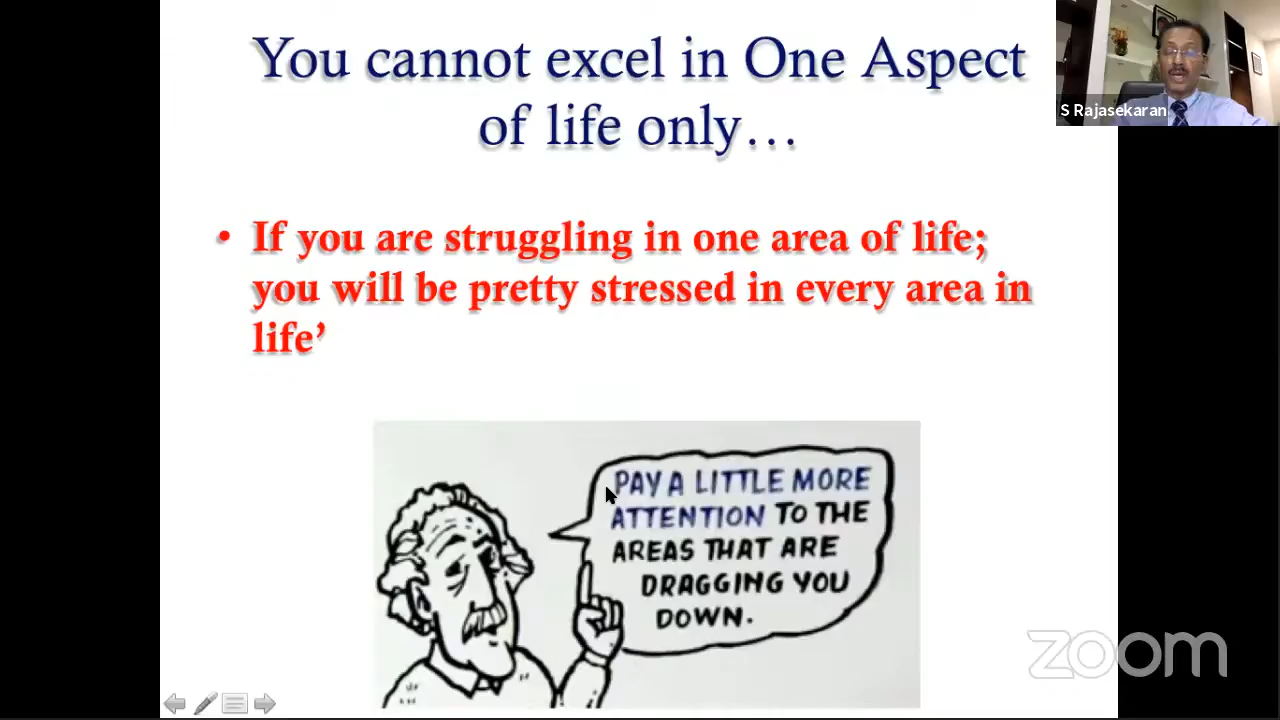 You cannot excel in One Aspect
of life only…
S Rajasekaran
• If you are struggling in one area of life;
you will be pretty stressed in every area in
life’
PAY A LITTLE MORE
ATTENTION TO THE
AREAS THAT ARE
DRAGGING YOU
DOWN.
zoom